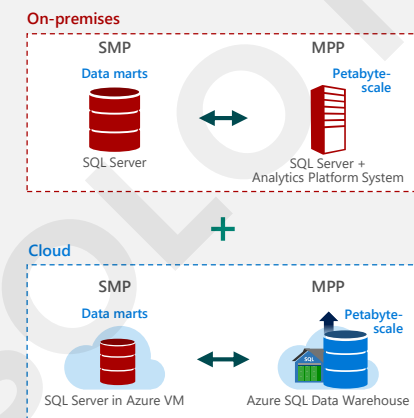 On-premises
SMP
MPP
Data marts
Petabyte-
scale
SQL Server
SQL Server +
Analytics Platform System
+
Cloud
SMP
MPP
Data marts
Petabyte-
scale
SQL
SQL Server in Azure VM
Azure SQL Data Warehouse